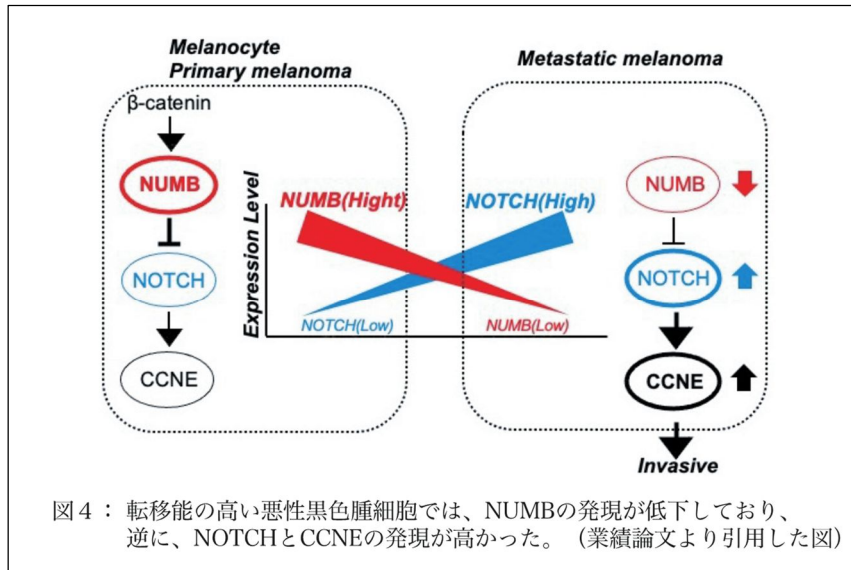 Melanocyte
Primary melanoma
Metastatic melanoma
β-catenin
NUMB
NOTCH
CCNE
Expression Level
NUMB(Hight)
NOTCH(High)
NOTCH(Low)
NUMB(Low)
NUMB
NOTCH
CCNE
Invasive
図4： 転移能の高い悪性黒色腫細胞では、NUMBの発現が低下しており、
逆に、NOTCHとCCNEの発現が高かった。（業績論文より引用した図）